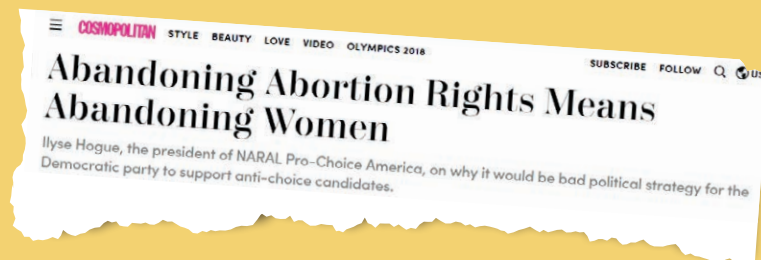 COSMOPOLITAN STYLE BEAUTY LOVE VIDEO OLYMPICS 2018 SUBSCRIBE FOLLOW US
Abandoning Abortion Rights Means
Abandoning Women
Ilyse Hogue, the president of NARAL Pro-Choice America, on why it would be bad political strategy for the
Democratic party to support anti-choice candidates.